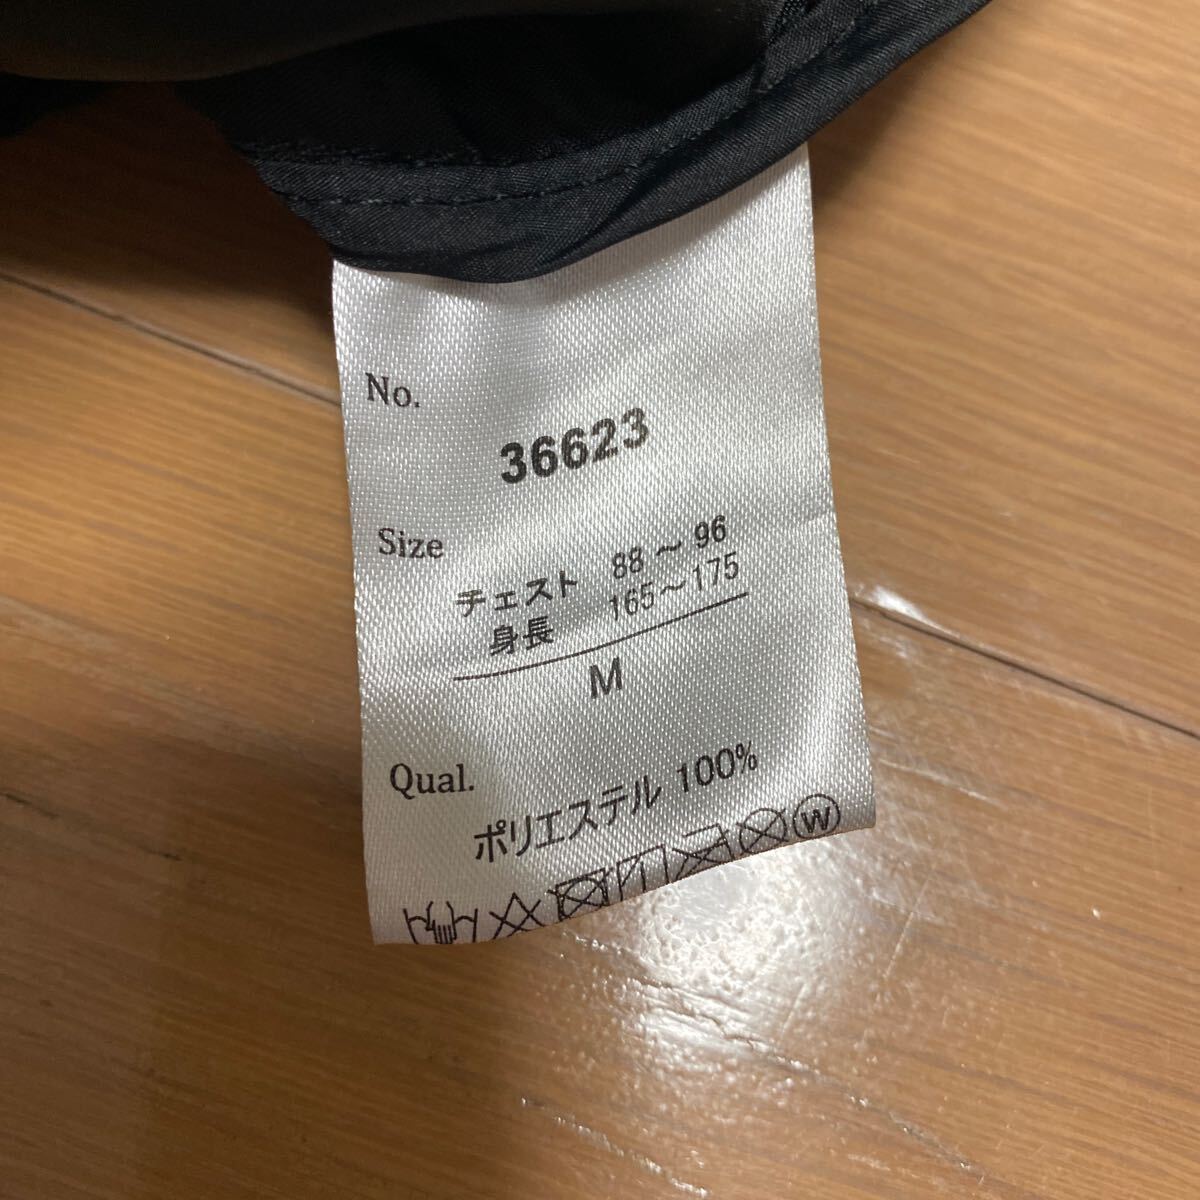 No.
36623
Size
チェスト 88～96
身長 165～175
M
Qual.
ポリエステル 100%
W